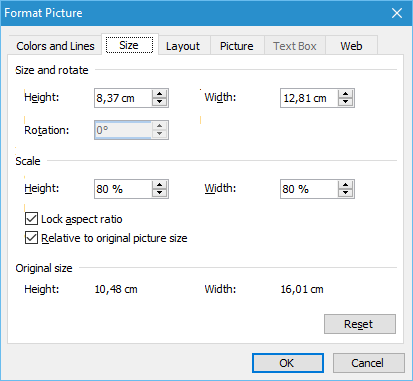 Format Picture
Colors and Lines Size Layout Picture Text Box Web
Size and rotate
Height: 8,37 cm Width: 12,81 cm
Rotation: 0°
Scale
Height: 80 % Width: 80 %
Lock aspect ratio
Relative to original picture size
Original size
Height: 10,48 cm Width: 16,01 cm
Reset
OK Cancel